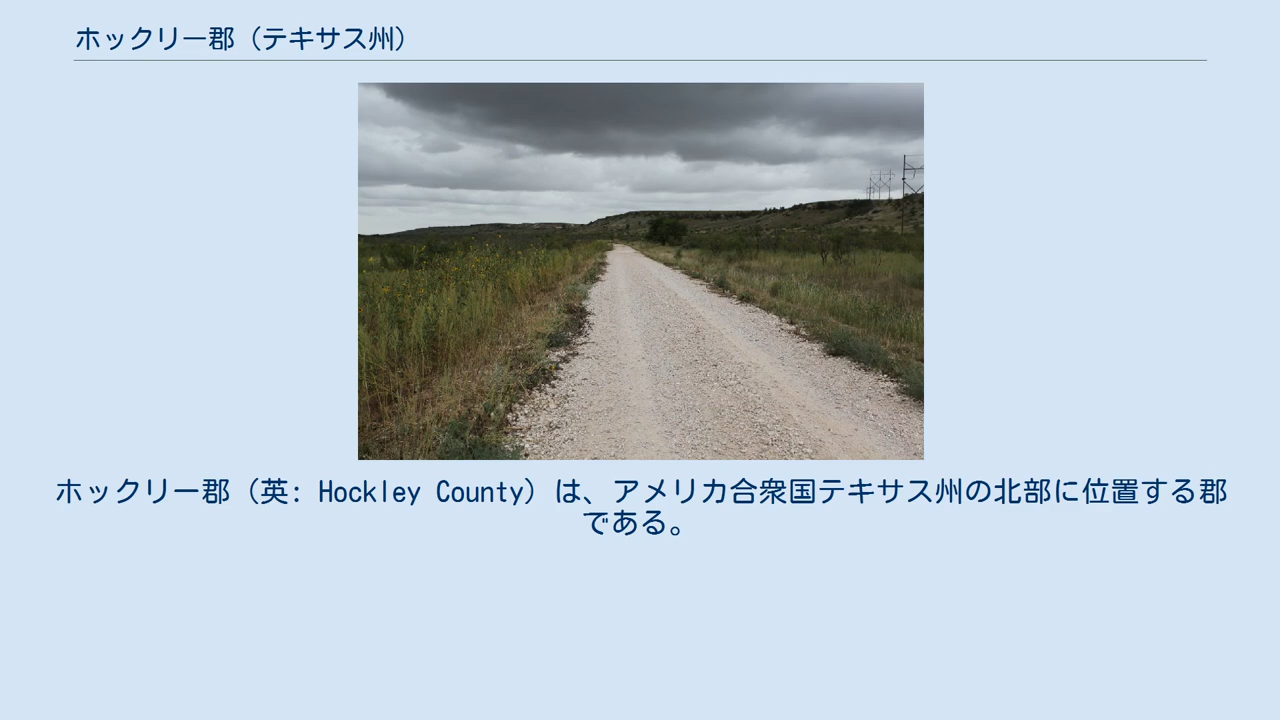 ホックリー郡（テキサス州）
ホックリー郡（英: Hockley County）は、アメリカ合衆国テキサス州の北部に位置する郡
である。